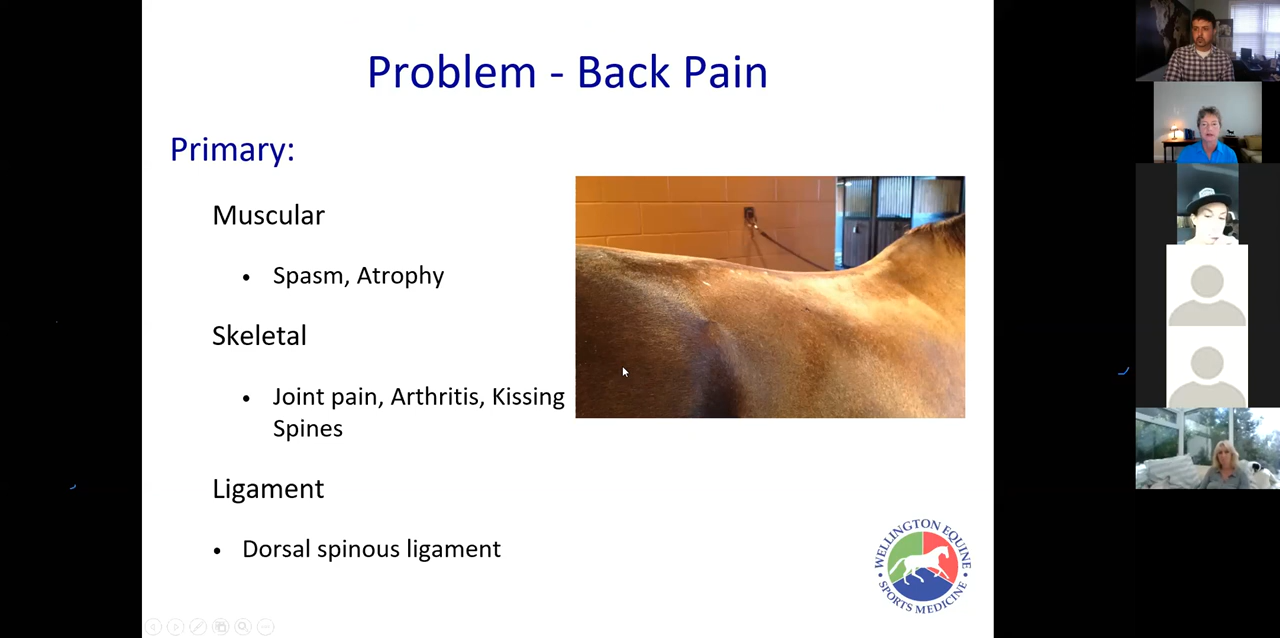 Problem - Back Pain
Primary:
Muscular
• Spasm, Atrophy
Skeletal
• Joint pain, Arthritis, Kissing
Spines
Ligament
• Dorsal spinous ligament
WELLINGTON EQUINE
• SPORTS MEDICINE •